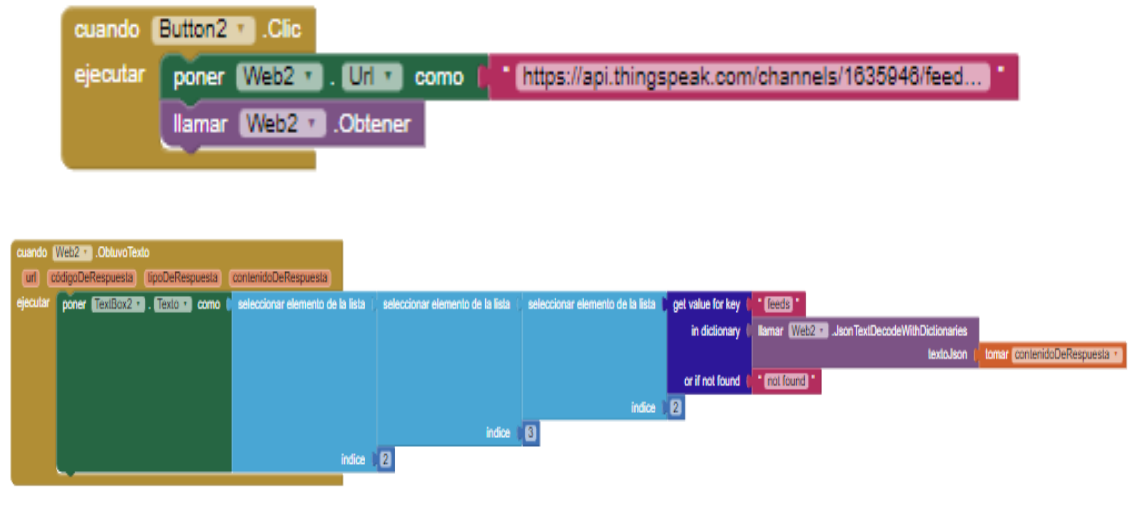 cuando Button2 .Clic
ejecutar poner Web2 . Url como " https://api.thingspeak.com/channels/1635946/feed... "
llamar Web2 .Obtener
cuando Web2 .ObtuvoTexto
url códigoDeRespuesta tipoDeRespuesta contenidoDeRespuesta
ejecutar poner TextBox2 . Texto como seleccionar elemento de la lista seleccionar elemento de la lista seleccionar elemento de la lista get value for key " feeds "
in dictionary llamar Web2 .JsonTextDecodeWithDictionaries
textoJson tomar contenidoDeRespuesta
or if not found " not found "
índice 2
índice 3
índice 2